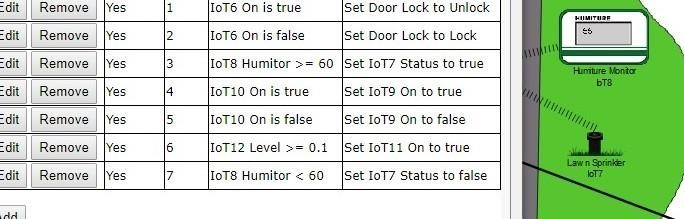 Edit Remove Yes 1 IoT6 On is true Set Door Lock to Unlock
Edit Remove Yes 2 IoT6 On is false Set Door Lock to Lock
Edit Remove Yes 3 IoT8 Humitor >= 60 Set IoT7 Status to true
Edit Remove Yes 4 IoT10 On is true Set IoT9 On to true
Edit Remove Yes 5 IoT10 On is false Set IoT9 On to false
Edit Remove Yes 6 IoT12 Level >= 0.1 Set IoT11 On to true
Edit Remove Yes 7 IoT8 Humitor < 60 Set IoT7 Status to false
Add
HUMITURE
Humiture Monitor
IoT8
Lawn Sprinkler
IoT7